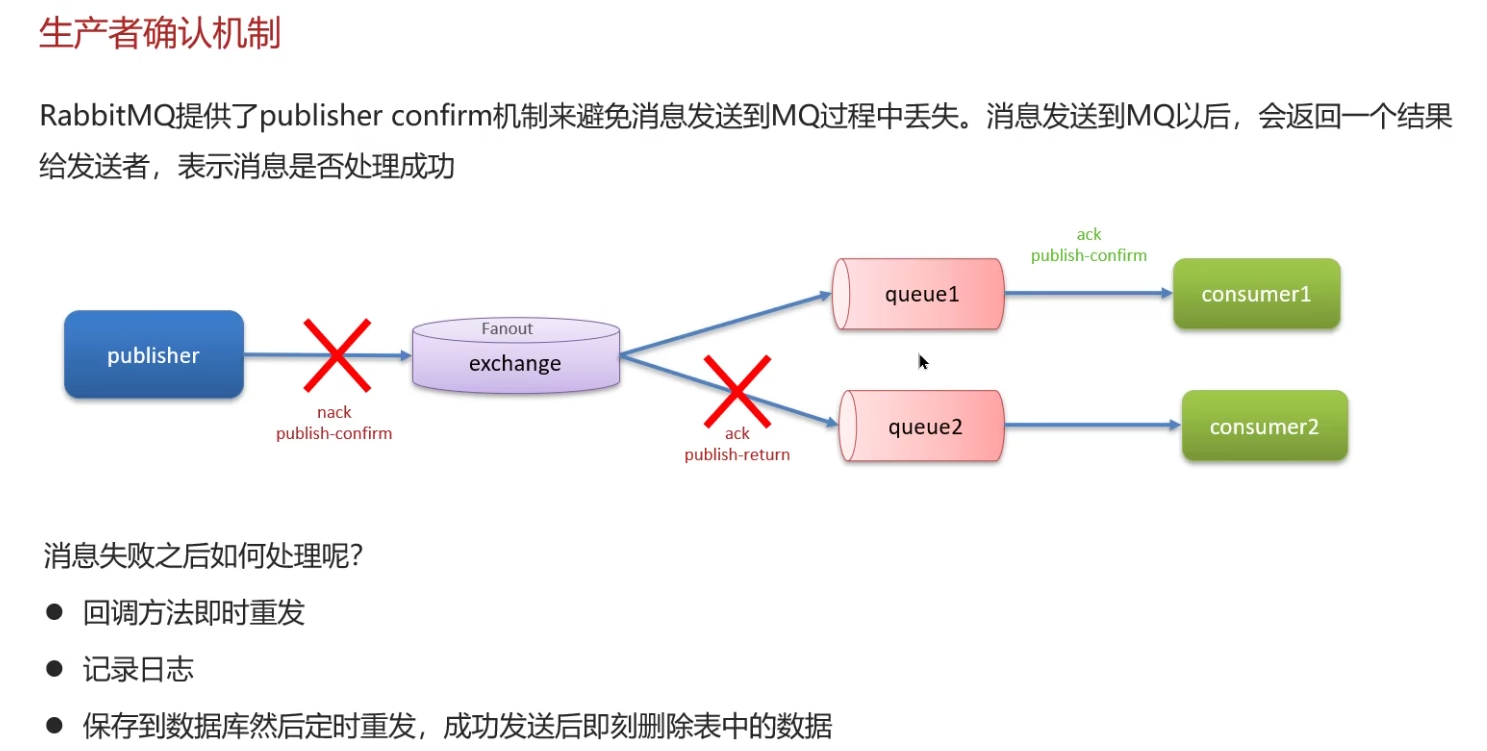 生产者确认机制
RabbitMQ提供了publisher confirm机制来避免消息发送到MQ过程中丢失。消息发送到MQ以后，会返回一个结果
给发送者，表示消息是否处理成功
ack
publish-confirm
queue1
consumer1
publisher
Fanout
exchange
nack
publish-confirm
ack
publish-return
queue2
consumer2
消息失败之后如何处理呢？
● 回调方法即时重发
● 记录日志
● 保存到数据库然后定时重发，成功发送后即刻删除表中的数据